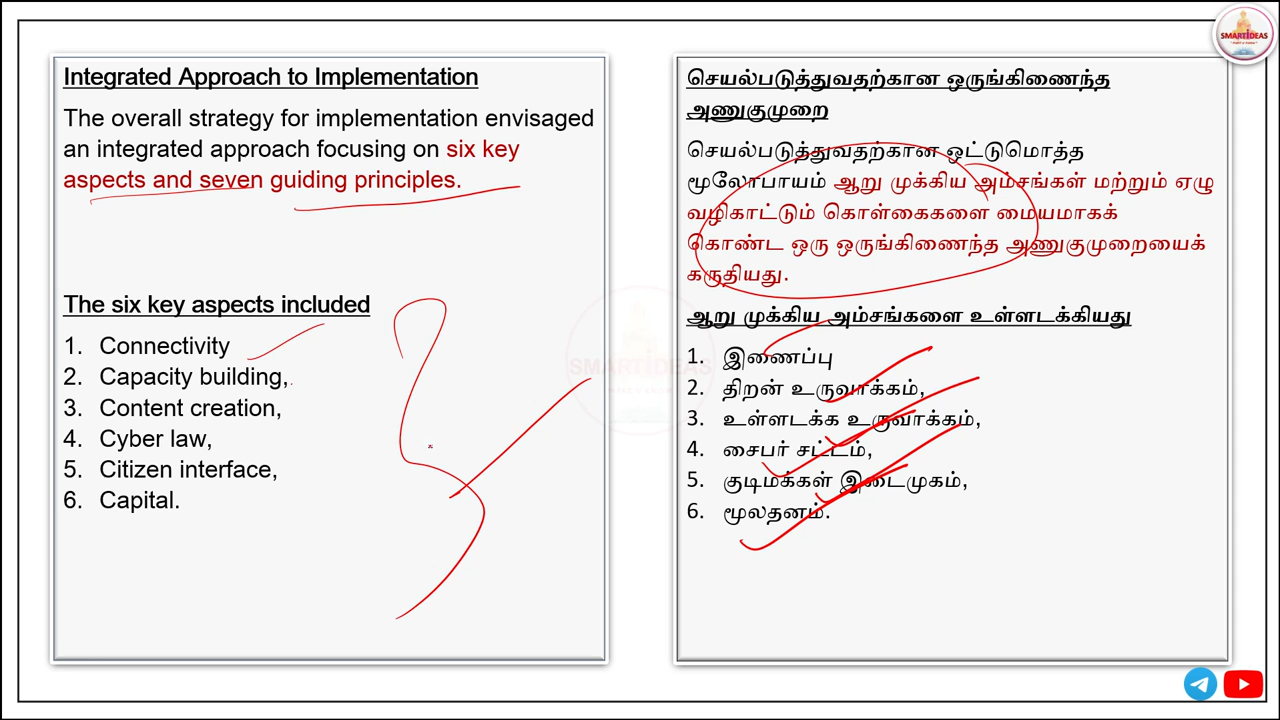 SMARTIDEAS
Integrated Approach to Implementation
The overall strategy for implementation envisaged
an integrated approach focusing on six key
aspects and seven guiding principles.
The six key aspects included
1. Connectivity
2. Capacity building,
3. Content creation,
4. Cyber law,
5. Citizen interface,
6. Capital.
செயல்படுத்துவதற்கான ஒருங்கிணைந்த
அணுகுமுறை
செயல்படுத்துவதற்கான ஒட்டுமொத்த
மூலோபாயம் ஆறு முக்கிய அம்சங்கள் மற்றும் ஏழு
வழிகாட்டும் கொள்கைகளை மையமாகக்
கொண்ட ஒரு ஒருங்கிணைந்த அணுகுமுறையைக்
கருதியது.
ஆறு முக்கிய அம்சங்களை உள்ளடக்கியது
1. இணைப்பு
2. திறன் உருவாக்கம்,
3. உள்ளடக்க உருவாக்கம்,
4. சைபர் சட்டம்,
5. குடிமக்கள் இடைமுகம்,
6. மூலதனம்.
SMARTIDEAS